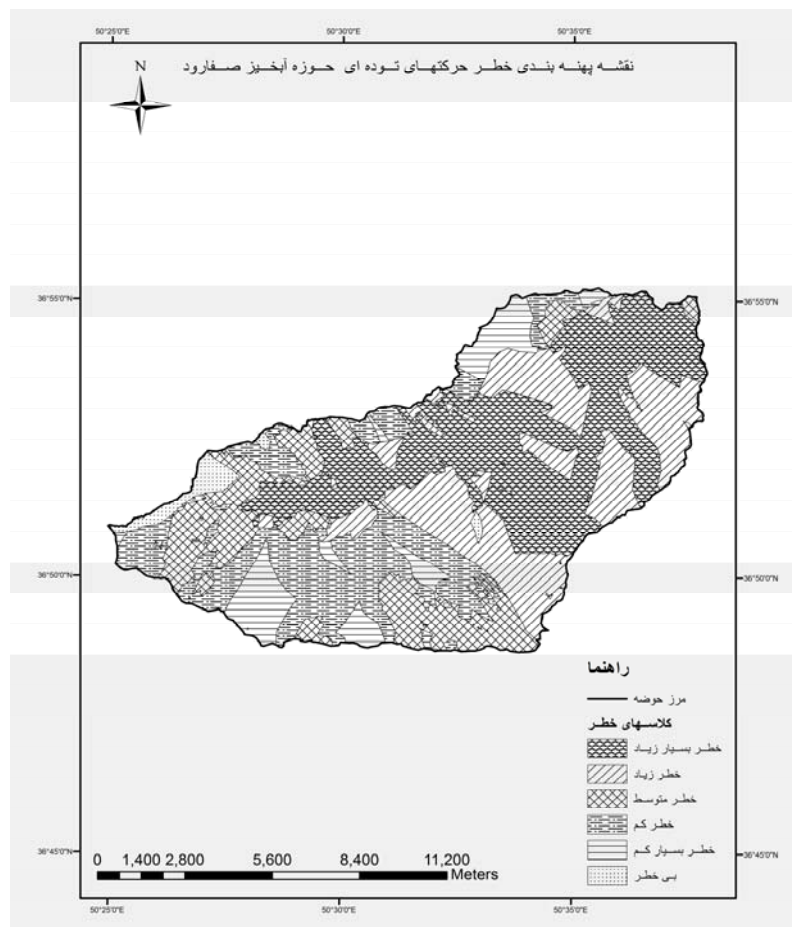 50°25'0"E 50°30'0"E 50°35'0"E
نقشه پهنه بندی خطر حرکتهای توده ای حوزه آبخیز صفارود
N
36°55'0"N 36°55'0"N
36°50'0"N 36°50'0"N
راهنما
مرز حوضه
کلاسهای خطر
خطر بسیار زیاد
خطر زیاد
خطر متوسط
خطر کم
خطر بسیار کم
بی خطر
36°45'0"N 36°45'0"N
0 1,400 2,800 5,600 8,400 11,200
Meters
50°25'0"E 50°30'0"E 50°35'0"E